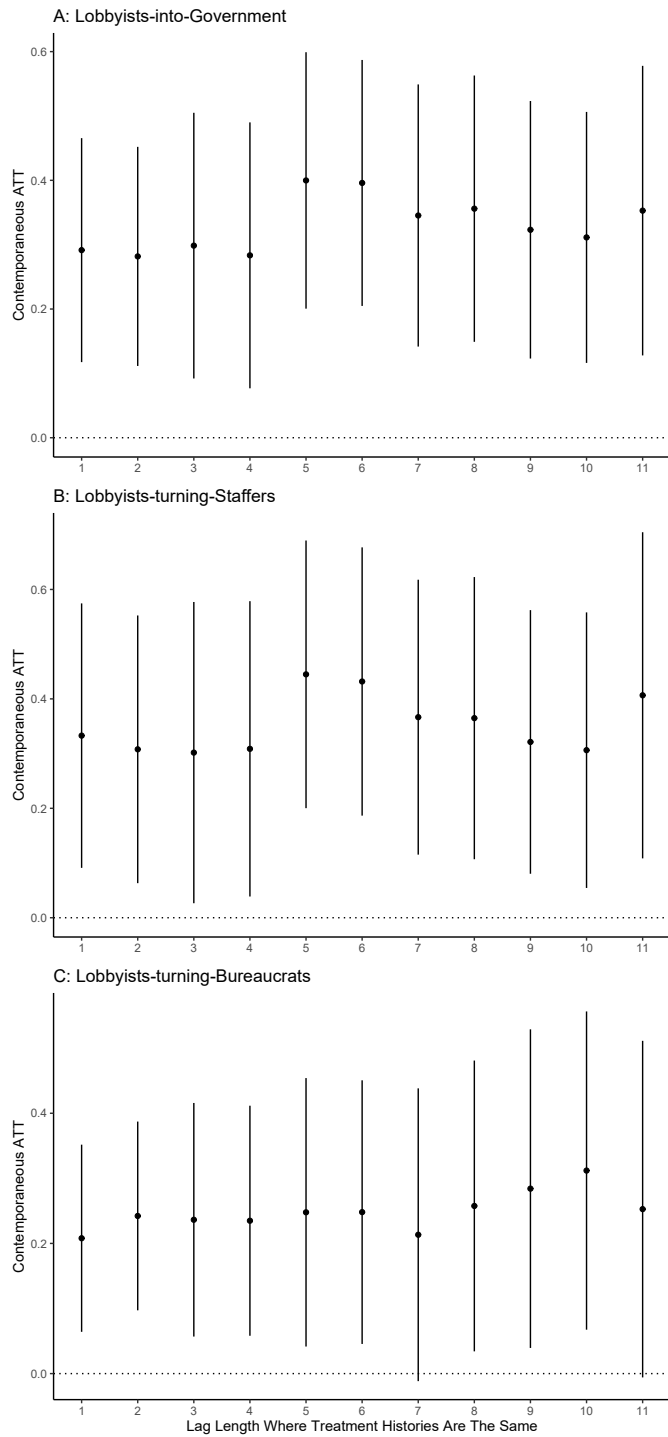 A: Lobbyists-into-Government
Contemporaneous ATT
0.6
0.4
0.2
0.0
1 2 3 4 5 6 7 8 9 10 11
B: Lobbyists-turning-Staffers
Contemporaneous ATT
0.6
0.4
0.2
0.0
1 2 3 4 5 6 7 8 9 10 11
C: Lobbyists-turning-Bureaucrats
Contemporaneous ATT
0.4
0.2
0.0
1 2 3 4 5 6 7 8 9 10 11
Lag Length Where Treatment Histories Are The Same